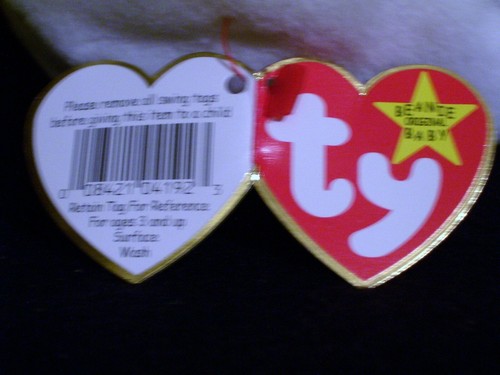 Please remove all swing tags
before giving this item to a child
0 08421 04192 3
Retain Tag For Reference
For ages 3 and up
Surface
Wash
ty
BEANIE
ORIGINAL
BABY